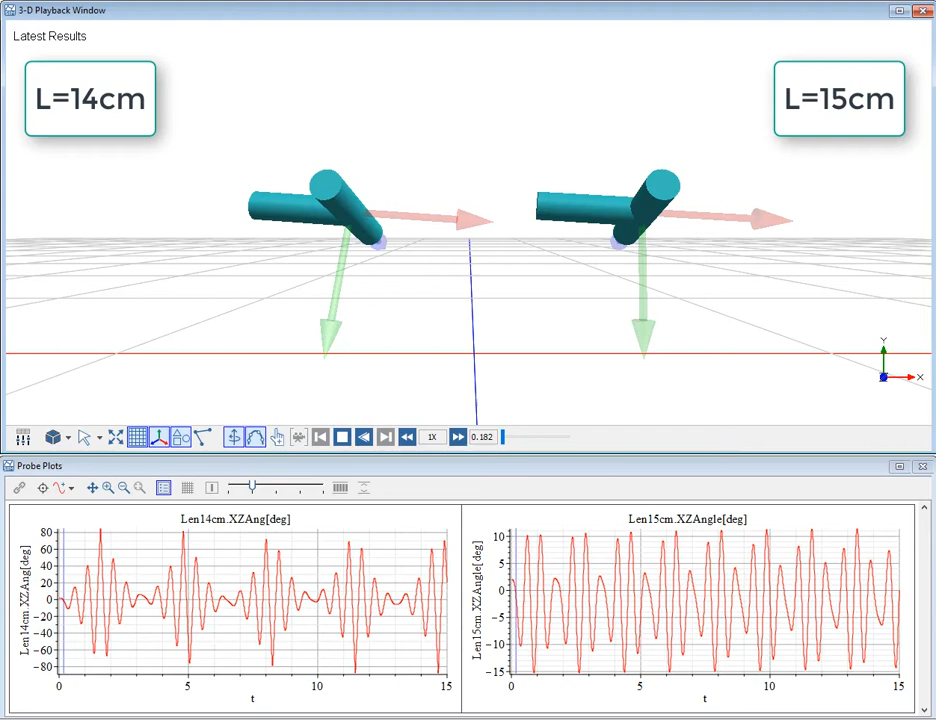 3-D Playback Window
Latest Results
L=14cm
L=15cm
Y
X
1X
0.182
Probe Plots
Len14cm.XZAng[deg]
Len14cm.XZAng[deg]
80
60
40
20
0
−20
−40
−60
−80
0
5
10
15
t
Len15cm.XZAngle[deg]
Len15cm.XZAngle[deg]
10
5
0
−5
−10
−15
0
5
10
15
t